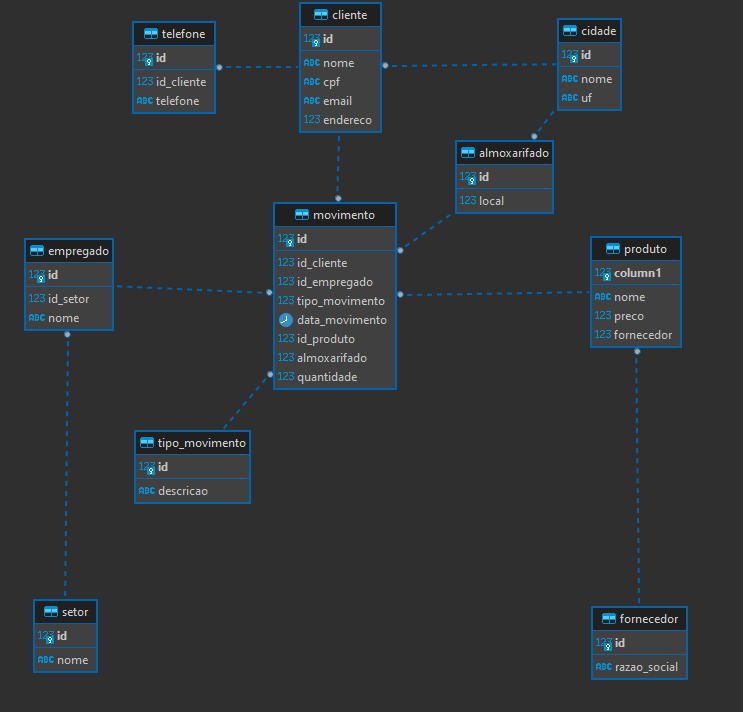 telefone
123 id
123 id_cliente
ABC telefone
cliente
123 id
ABC nome
ABC cpf
ABC email
123 endereco
cidade
123 id
ABC nome
ABC uf
almoxarifado
123 id
123 local
movimento
123 id
123 id_cliente
123 id_empregado
123 tipo_movimento
data_movimento
123 id_produto
123 almoxarifado
123 quantidade
empregado
123 id
123 id_setor
ABC nome
produto
123 column1
ABC nome
123 preco
123 fornecedor
tipo_movimento
123 id
ABC descricao
setor
123 id
ABC nome
fornecedor
123 id
ABC razao_social